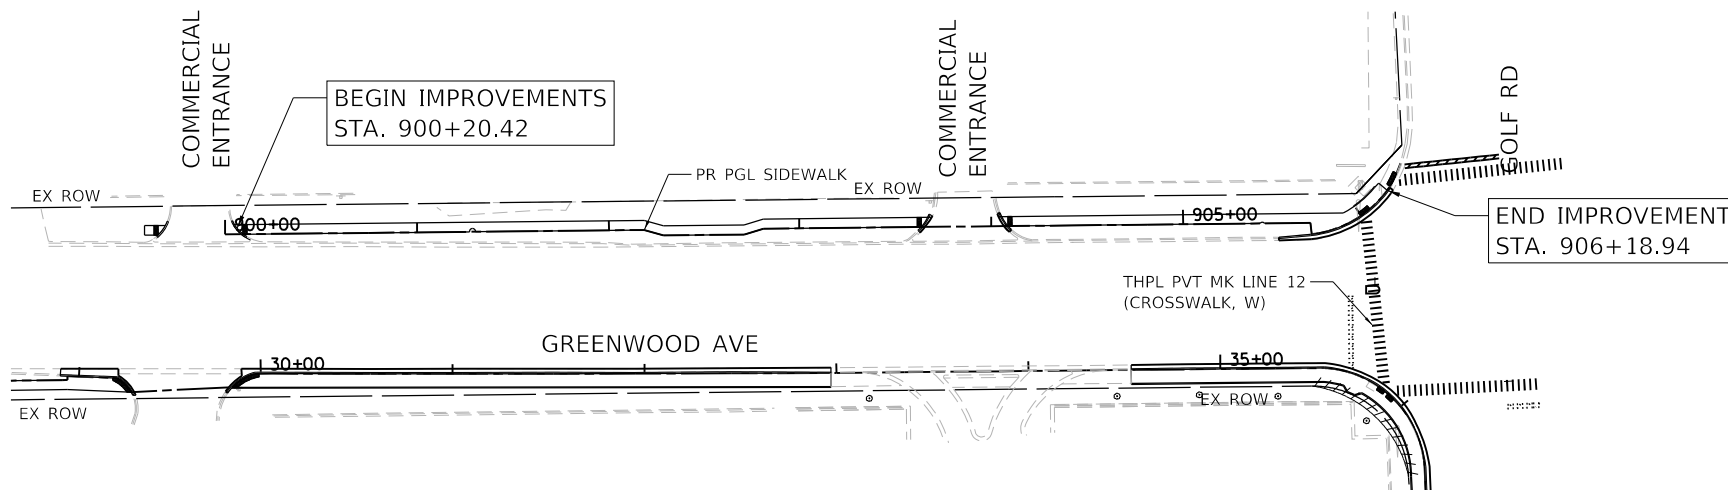 COMMERCIAL
ENTRANCE
BEGIN IMPROVEMENTS
STA. 900+20.42
COMMERCIAL
ENTRANCE
GOLF RD
PR PGL SIDEWALK
EX ROW
EX ROW
900+00
905+00
END IMPROVEMENT
STA. 906+18.94
THPL PVT MK LINE 12
(CROSSWALK, W)
GREENWOOD AVE
30+00
35+00
EX ROW
EX ROW